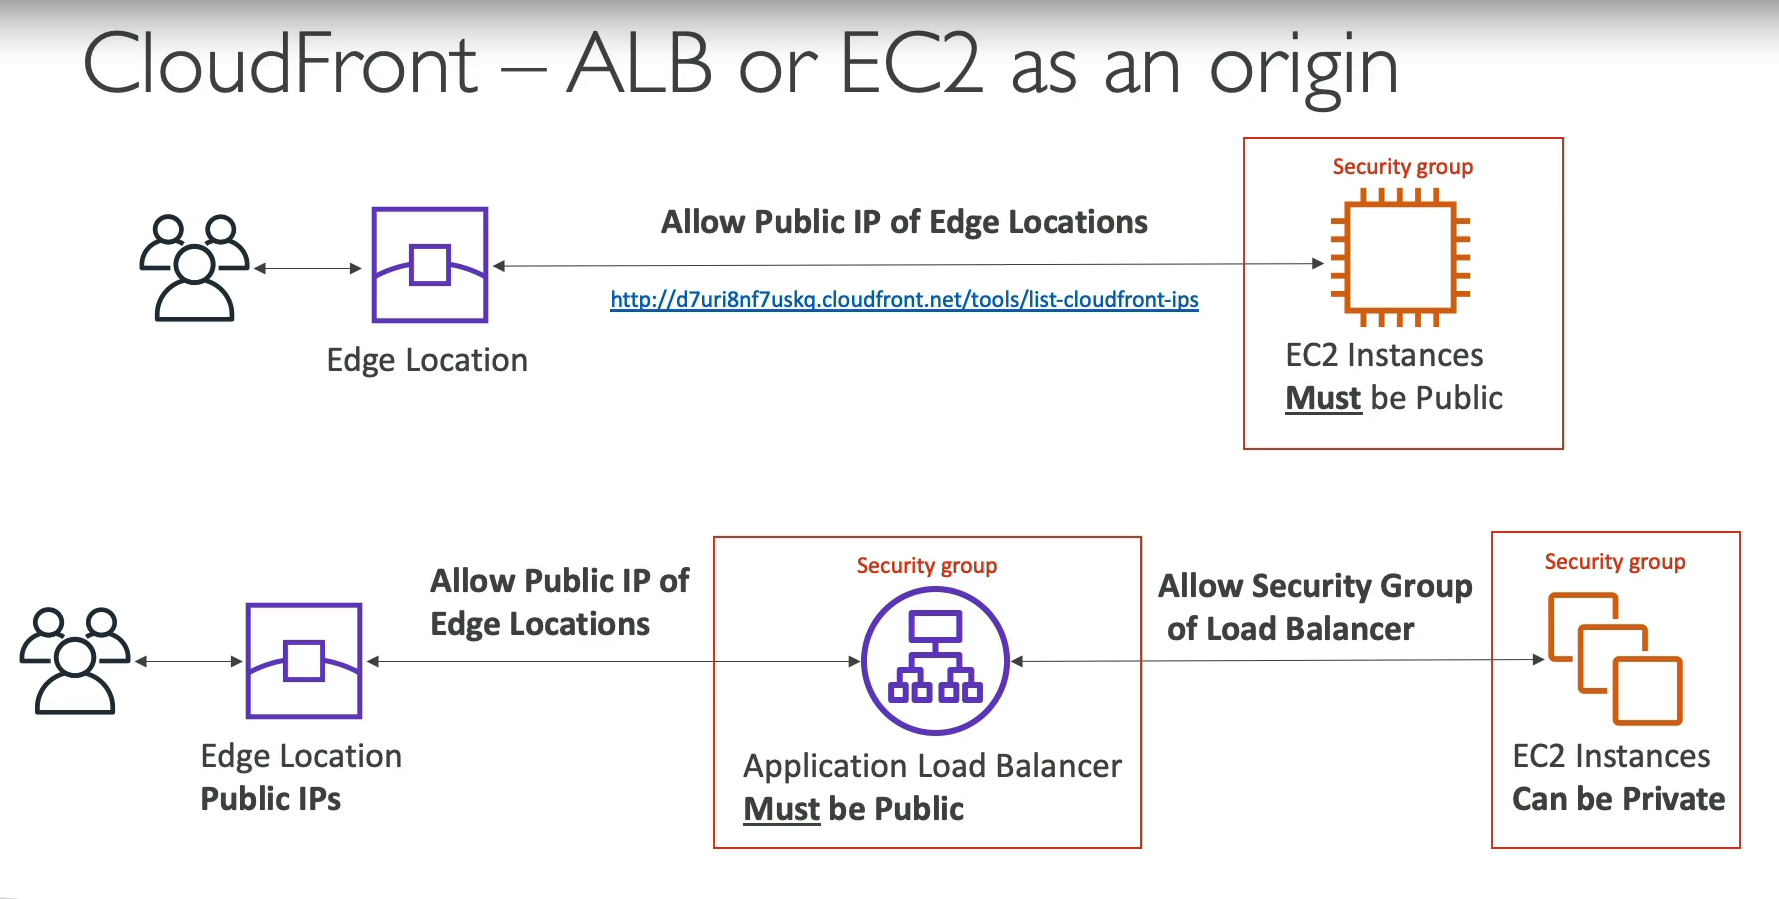 CloudFront – ALB or EC2 as an origin
Security group
Allow Public IP of Edge Locations
http://d7uri8nf7uskq.cloudfront.net/tools/list-cloudfront-ips
Edge Location
EC2 Instances
Must be Public
Security group
Allow Public IP of
Edge Locations
Edge Location
Public IPs
Application Load Balancer
Must be Public
Allow Security Group
of Load Balancer
Security group
EC2 Instances
Can be Private